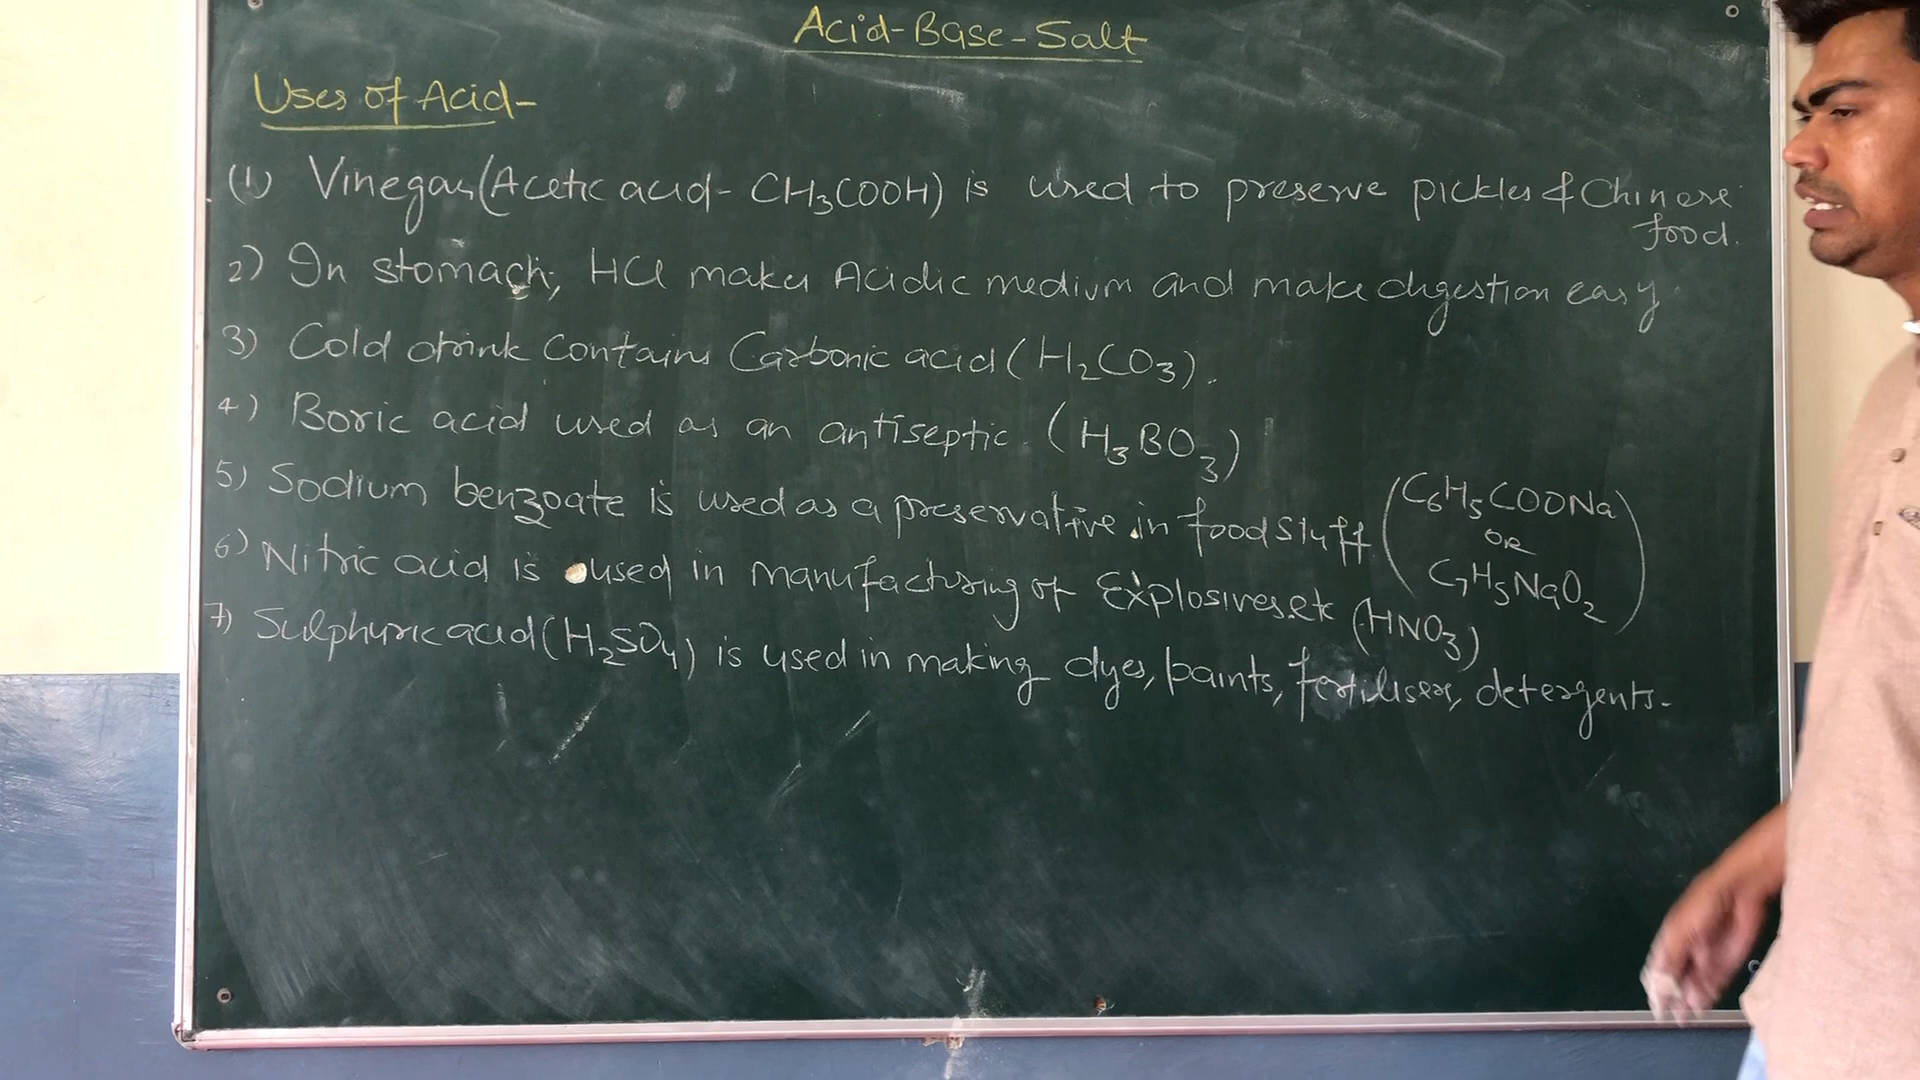 Acid-Base-Salt
Uses of Acid-
(1) Vinegar (Acetic acid- CH₃COOH) is used to preserve pickles & Chinese
food.
2) In stomach, HCl makes Acidic medium and make digestion easy.
3) Cold drink contains Carbonic acid (H₂CO₃).
4) Boric acid used as an antiseptic. (H₃BO₃)
5) Sodium benzoate is used as a preservative in food stuff (C₆H₅COONa
OR
C₇H₅NaO₂)
6) Nitric acid is used in manufacturing of Explosives.etc (HNO₃)
7) Sulphuric acid (H₂SO₄) is used in making dyes, paints, fertiliser, detergents.